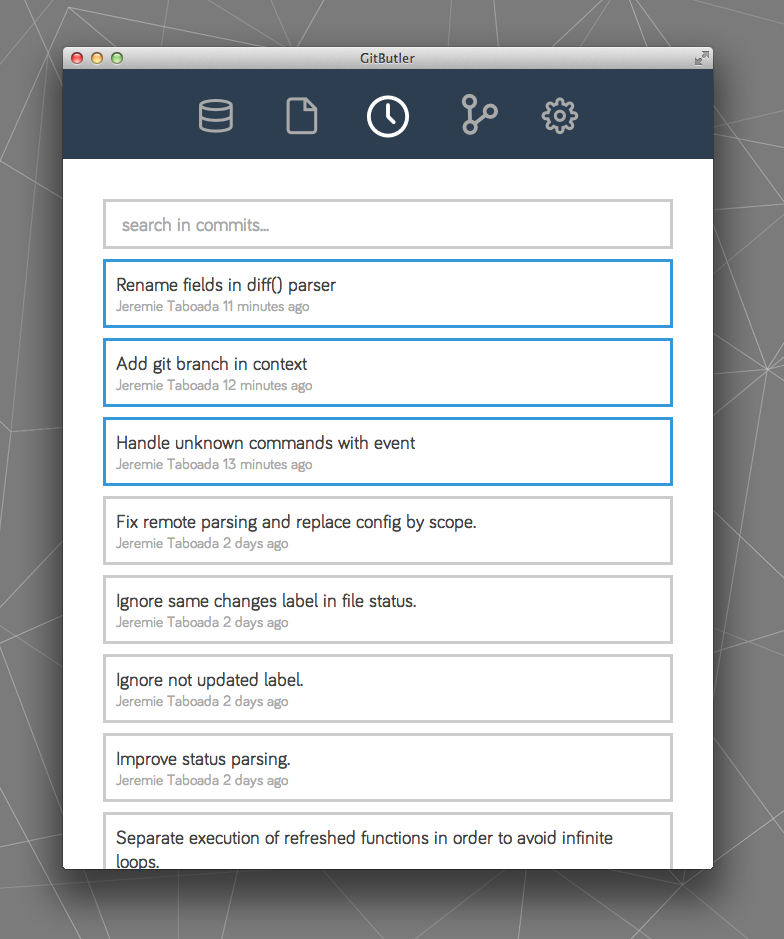 GitButler
search in commits...
Rename fields in diff() parser
Jeremie Taboada 11 minutes ago
Add git branch in context
Jeremie Taboada 12 minutes ago
Handle unknown commands with event
Jeremie Taboada 13 minutes ago
Fix remote parsing and replace config by scope.
Jeremie Taboada 2 days ago
Ignore same changes label in file status.
Jeremie Taboada 2 days ago
Ignore not updated label.
Jeremie Taboada 2 days ago
Improve status parsing.
Jeremie Taboada 2 days ago
Separate execution of refreshed functions in order to avoid infinite
loops.